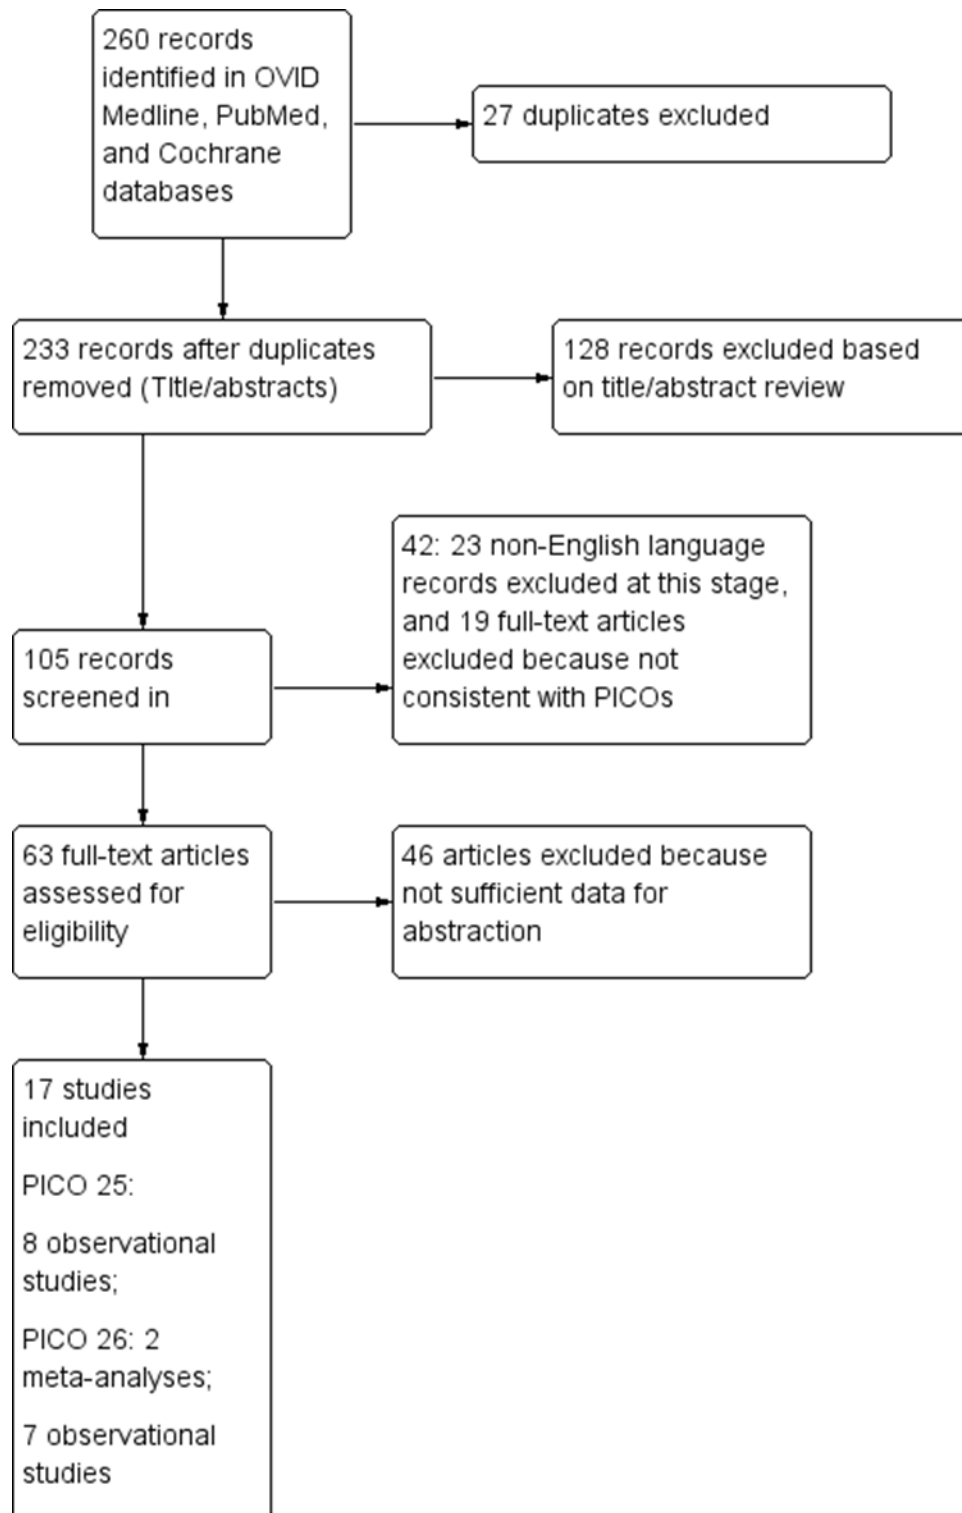 260 records
identified in OVID
Medline, PubMed,
and Cochrane
databases
27 duplicates excluded
233 records after duplicates
removed (TItle/abstracts)
128 records excluded based
on title/abstract review
42: 23 non-English language
records excluded at this stage,
and 19 full-text articles
excluded because not
consistent with PICOs
105 records
screened in
63 full-text articles
assessed for
eligibility
46 articles excluded because
not sufficient data for
abstraction
17 studies
included
PICO 25:
8 observational
studies;
PICO 26: 2
meta-analyses;
7 observational
studies